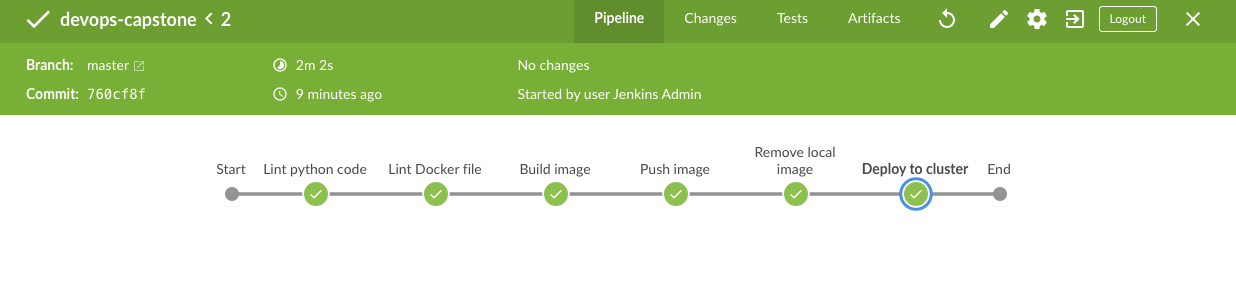 devops-capstone < 2
Pipeline
Changes
Tests
Artifacts
Logout
Branch: master
2m 2s
No changes
Commit: 760cf8f
9 minutes ago
Started by user Jenkins Admin
Start
Lint python code
Lint Docker file
Build image
Push image
Remove local
image
Deploy to cluster
End